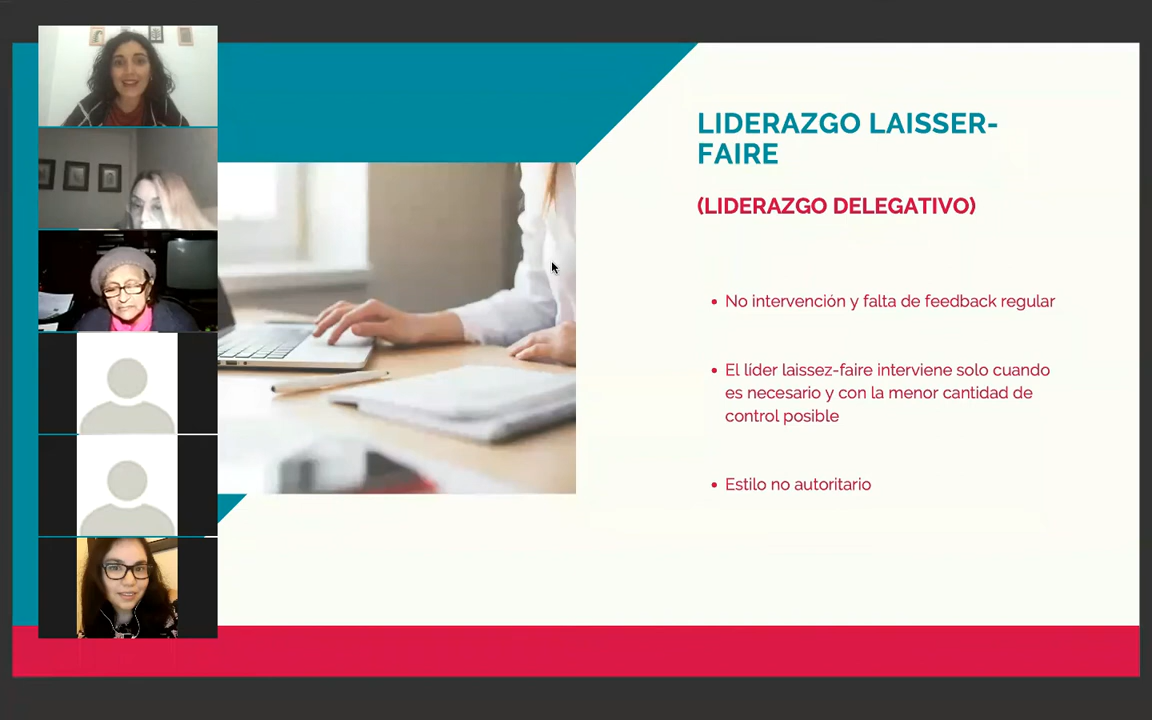 LIDERAZGO LAISSER-
FAIRE
(LIDERAZGO DELEGATIVO)
• No intervención y falta de feedback regular
• El líder laissez-faire interviene solo cuando
es necesario y con la menor cantidad de
control posible
• Estilo no autoritario